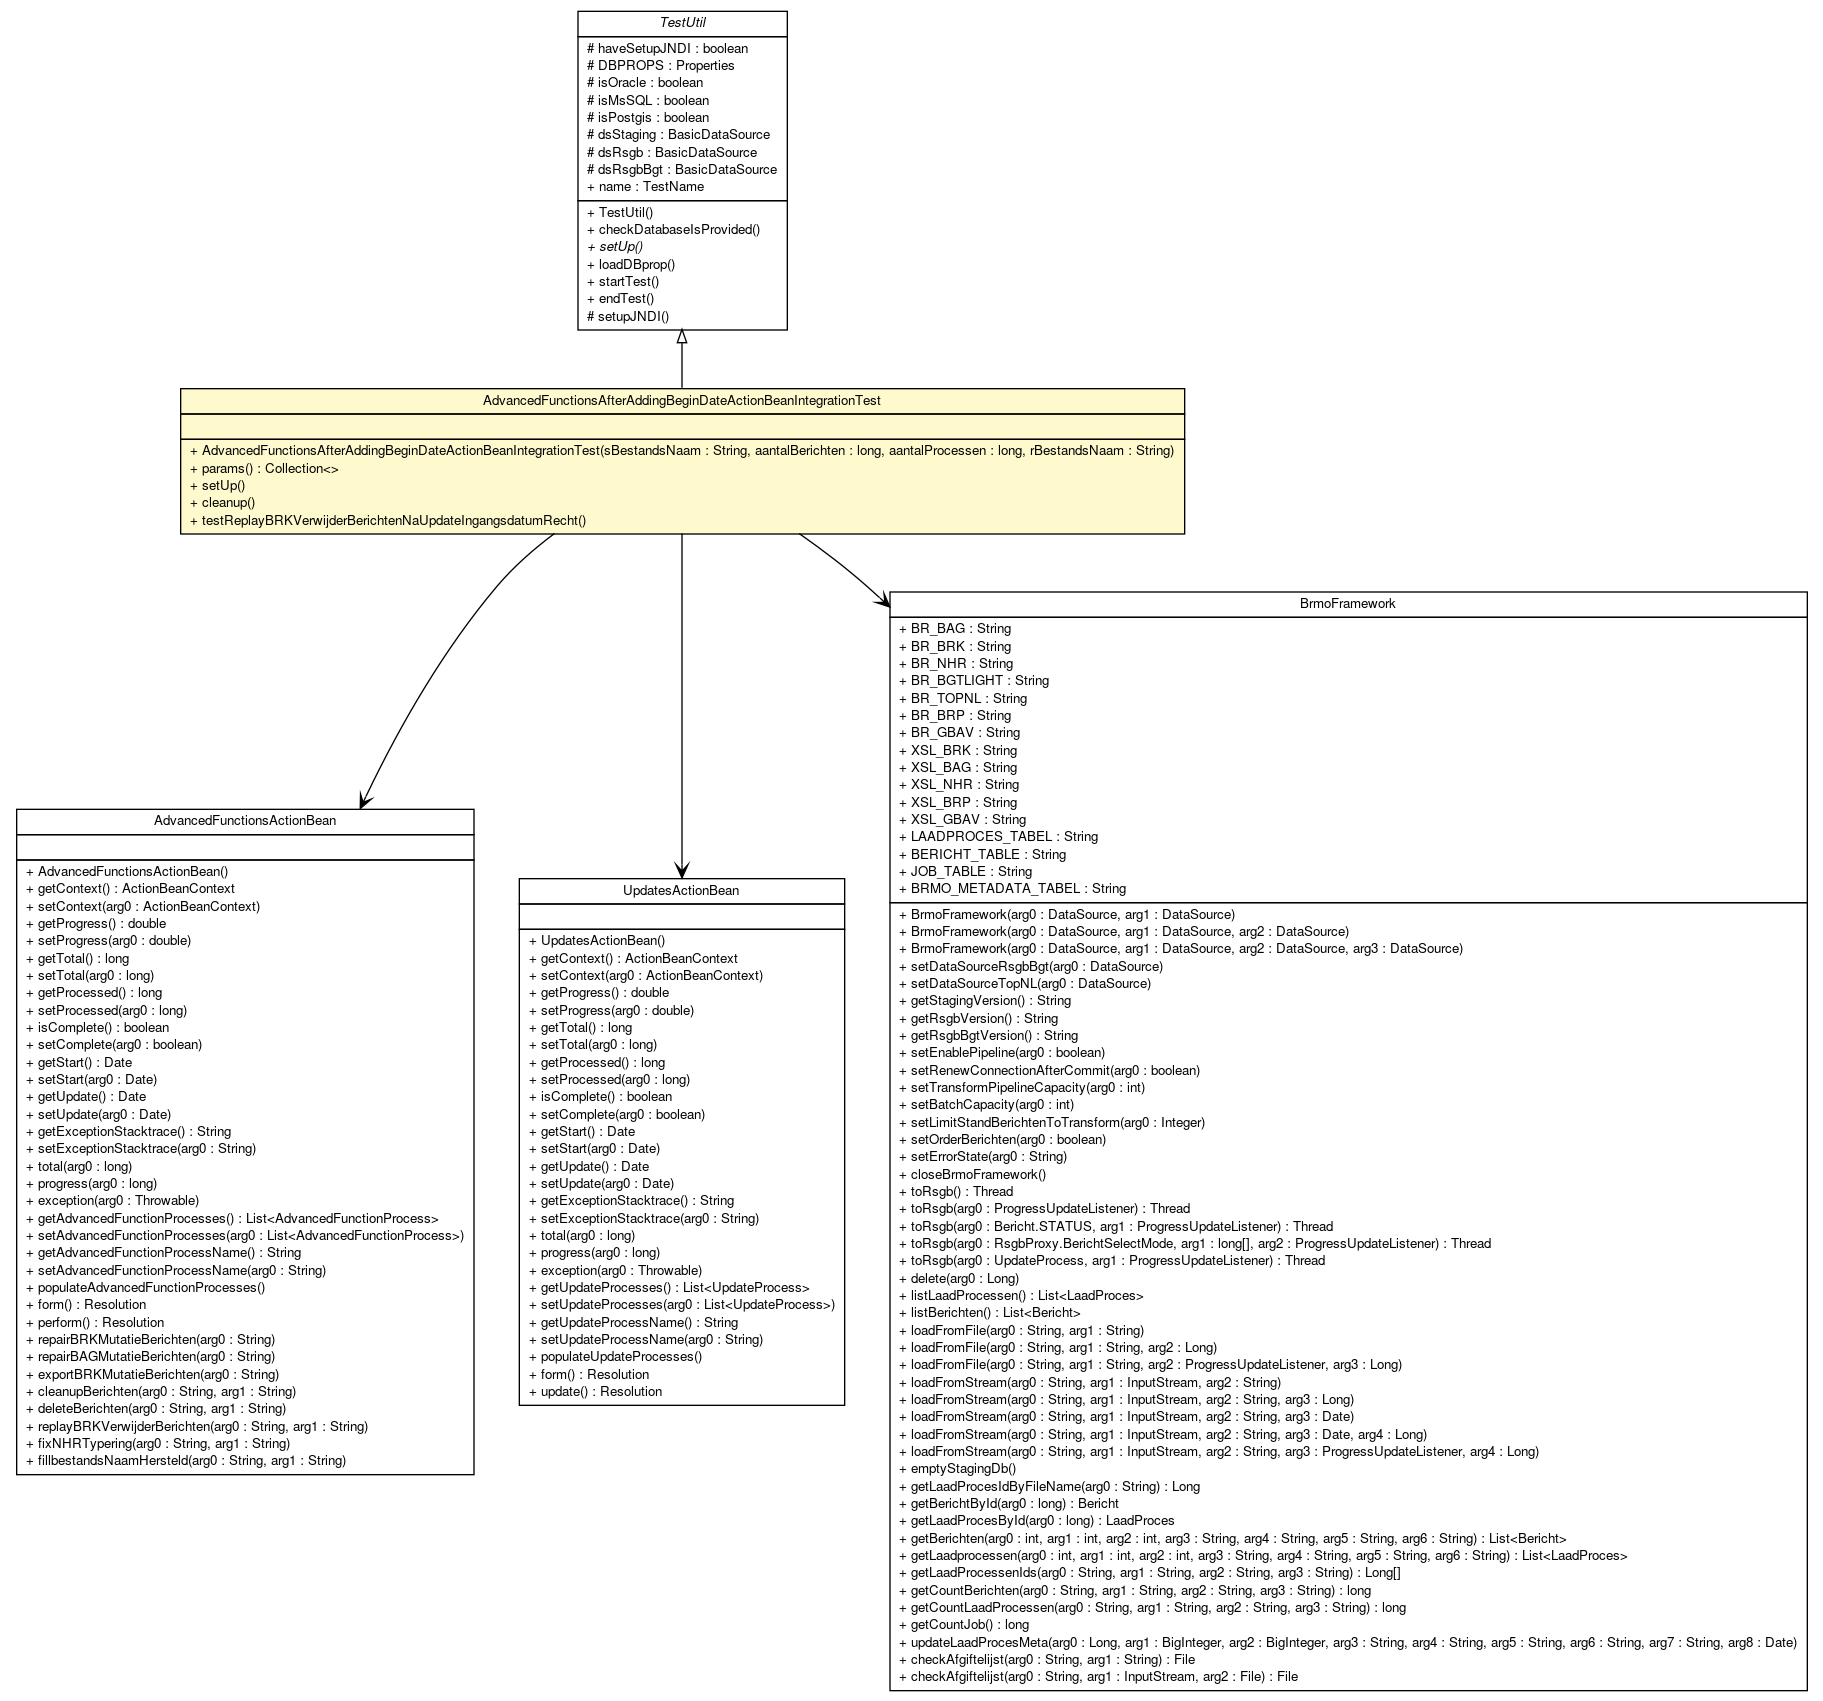 TestUtil
# haveSetupJNDI : boolean
# DBPROPS : Properties
# isOracle : boolean
# isMsSQL : boolean
# isPostgis : boolean
# dsStaging : BasicDataSource
# dsRsgb : BasicDataSource
# dsRsgbBgt : BasicDataSource
+ name : TestName
+ TestUtil()
+ checkDatabaseIsProvided()
+ setUp()
+ loadDBprop()
+ startTest()
+ endTest()
# setupJNDI()
AdvancedFunctionsAfterAddingBeginDateActionBeanIntegrationTest
+ AdvancedFunctionsAfterAddingBeginDateActionBeanIntegrationTest(sBestandsNaam : String, aantalBerichten : long, aantalProcessen : long, rBestandsNaam : String)
+ params() : Collection<>
+ setUp()
+ cleanup()
+ testReplayBRKVerwijderBerichtenNaUpdateIngangsdatumRecht()
AdvancedFunctionsActionBean
+ AdvancedFunctionsActionBean()
+ getContext() : ActionBeanContext
+ setContext(arg0 : ActionBeanContext)
+ getProgress() : double
+ setProgress(arg0 : double)
+ getTotal() : long
+ setTotal(arg0 : long)
+ getProcessed() : long
+ setProcessed(arg0 : long)
+ isComplete() : boolean
+ setComplete(arg0 : boolean)
+ getStart() : Date
+ setStart(arg0 : Date)
+ getUpdate() : Date
+ setUpdate(arg0 : Date)
+ getExceptionStacktrace() : String
+ setExceptionStacktrace(arg0 : String)
+ total(arg0 : long)
+ progress(arg0 : long)
+ exception(arg0 : Throwable)
+ getAdvancedFunctionProcesses() : List<AdvancedFunctionProcess>
+ setAdvancedFunctionProcesses(arg0 : List<AdvancedFunctionProcess>)
+ getAdvancedFunctionProcessName() : String
+ setAdvancedFunctionProcessName(arg0 : String)
+ populateAdvancedFunctionProcesses()
+ form() : Resolution
+ perform() : Resolution
+ repairBRKMutatieBerichten(arg0 : String)
+ repairBAGMutatieBerichten(arg0 : String)
+ exportBRKMutatieBerichten(arg0 : String)
+ cleanupBerichten(arg0 : String, arg1 : String)
+ deleteBerichten(arg0 : String, arg1 : String)
+ replayBRKVerwijderBerichten(arg0 : String, arg1 : String)
+ fixNHRTypering(arg0 : String, arg1 : String)
+ fillbestandsNaamHersteld(arg0 : String, arg1 : String)
UpdatesActionBean
+ UpdatesActionBean()
+ getContext() : ActionBeanContext
+ setContext(arg0 : ActionBeanContext)
+ getProgress() : double
+ setProgress(arg0 : double)
+ getTotal() : long
+ setTotal(arg0 : long)
+ getProcessed() : long
+ setProcessed(arg0 : long)
+ isComplete() : boolean
+ setComplete(arg0 : boolean)
+ getStart() : Date
+ setStart(arg0 : Date)
+ getUpdate() : Date
+ setUpdate(arg0 : Date)
+ getExceptionStacktrace() : String
+ setExceptionStacktrace(arg0 : String)
+ total(arg0 : long)
+ progress(arg0 : long)
+ exception(arg0 : Throwable)
+ getUpdateProcesses() : List<UpdateProcess>
+ setUpdateProcesses(arg0 : List<UpdateProcess>)
+ getUpdateProcessName() : String
+ setUpdateProcessName(arg0 : String)
+ populateUpdateProcesses()
+ form() : Resolution
+ update() : Resolution
BrmoFramework
+ BR_BAG : String
+ BR_BRK : String
+ BR_NHR : String
+ BR_BGTLIGHT : String
+ BR_TOPNL : String
+ BR_BRP : String
+ BR_GBAV : String
+ XSL_BRK : String
+ XSL_BAG : String
+ XSL_NHR : String
+ XSL_BRP : String
+ XSL_GBAV : String
+ LAADPROCES_TABEL : String
+ BERICHT_TABLE : String
+ JOB_TABLE : String
+ BRMO_METADATA_TABEL : String
+ BrmoFramework(arg0 : DataSource, arg1 : DataSource)
+ BrmoFramework(arg0 : DataSource, arg1 : DataSource, arg2 : DataSource)
+ BrmoFramework(arg0 : DataSource, arg1 : DataSource, arg2 : DataSource, arg3 : DataSource)
+ setDataSourceRsgbBgt(arg0 : DataSource)
+ setDataSourceTopNL(arg0 : DataSource)
+ getStagingVersion() : String
+ getRsgbVersion() : String
+ getRsgbBgtVersion() : String
+ setEnablePipeline(arg0 : boolean)
+ setRenewConnectionAfterCommit(arg0 : boolean)
+ setTransformPipelineCapacity(arg0 : int)
+ setBatchCapacity(arg0 : int)
+ setLimitStandBerichtenToTransform(arg0 : Integer)
+ setOrderBerichten(arg0 : boolean)
+ setErrorState(arg0 : String)
+ closeBrmoFramework()
+ toRsgb() : Thread
+ toRsgb(arg0 : ProgressUpdateListener) : Thread
+ toRsgb(arg0 : Bericht.STATUS, arg1 : ProgressUpdateListener) : Thread
+ toRsgb(arg0 : RsgbProxy.BerichtSelectMode, arg1 : long[], arg2 : ProgressUpdateListener) : Thread
+ toRsgb(arg0 : UpdateProcess, arg1 : ProgressUpdateListener) : Thread
+ delete(arg0 : Long)
+ listLaadProcessen() : List<LaadProces>
+ listBerichten() : List<Bericht>
+ loadFromFile(arg0 : String, arg1 : String)
+ loadFromFile(arg0 : String, arg1 : String, arg2 : Long)
+ loadFromFile(arg0 : String, arg1 : String, arg2 : ProgressUpdateListener, arg3 : Long)
+ loadFromStream(arg0 : String, arg1 : InputStream, arg2 : String)
+ loadFromStream(arg0 : String, arg1 : InputStream, arg2 : String, arg3 : Long)
+ loadFromStream(arg0 : String, arg1 : InputStream, arg2 : String, arg3 : Date)
+ loadFromStream(arg0 : String, arg1 : InputStream, arg2 : String, arg3 : Date, arg4 : Long)
+ loadFromStream(arg0 : String, arg1 : InputStream, arg2 : String, arg3 : ProgressUpdateListener, arg4 : Long)
+ emptyStagingDb()
+ getLaadProcesIdByFileName(arg0 : String) : Long
+ getBerichtById(arg0 : long) : Bericht
+ getLaadProcesById(arg0 : long) : LaadProces
+ getBerichten(arg0 : int, arg1 : int, arg2 : int, arg3 : String, arg4 : String, arg5 : String, arg6 : String) : List<Bericht>
+ getLaadprocessen(arg0 : int, arg1 : int, arg2 : int, arg3 : String, arg4 : String, arg5 : String, arg6 : String) : List<LaadProces>
+ getLaadProcessenIds(arg0 : String, arg1 : String, arg2 : String, arg3 : String) : Long[]
+ getCountBerichten(arg0 : String, arg1 : String, arg2 : String, arg3 : String) : long
+ getCountLaadProcessen(arg0 : String, arg1 : String, arg2 : String, arg3 : String) : long
+ getCountJob() : long
+ updateLaadProcesMeta(arg0 : Long, arg1 : BigInteger, arg2 : BigInteger, arg3 : String, arg4 : String, arg5 : String, arg6 : String, arg7 : String, arg8 : Date)
+ checkAfgiftelijst(arg0 : String, arg1 : String) : File
+ checkAfgiftelijst(arg0 : String, arg1 : InputStream, arg2 : File) : File